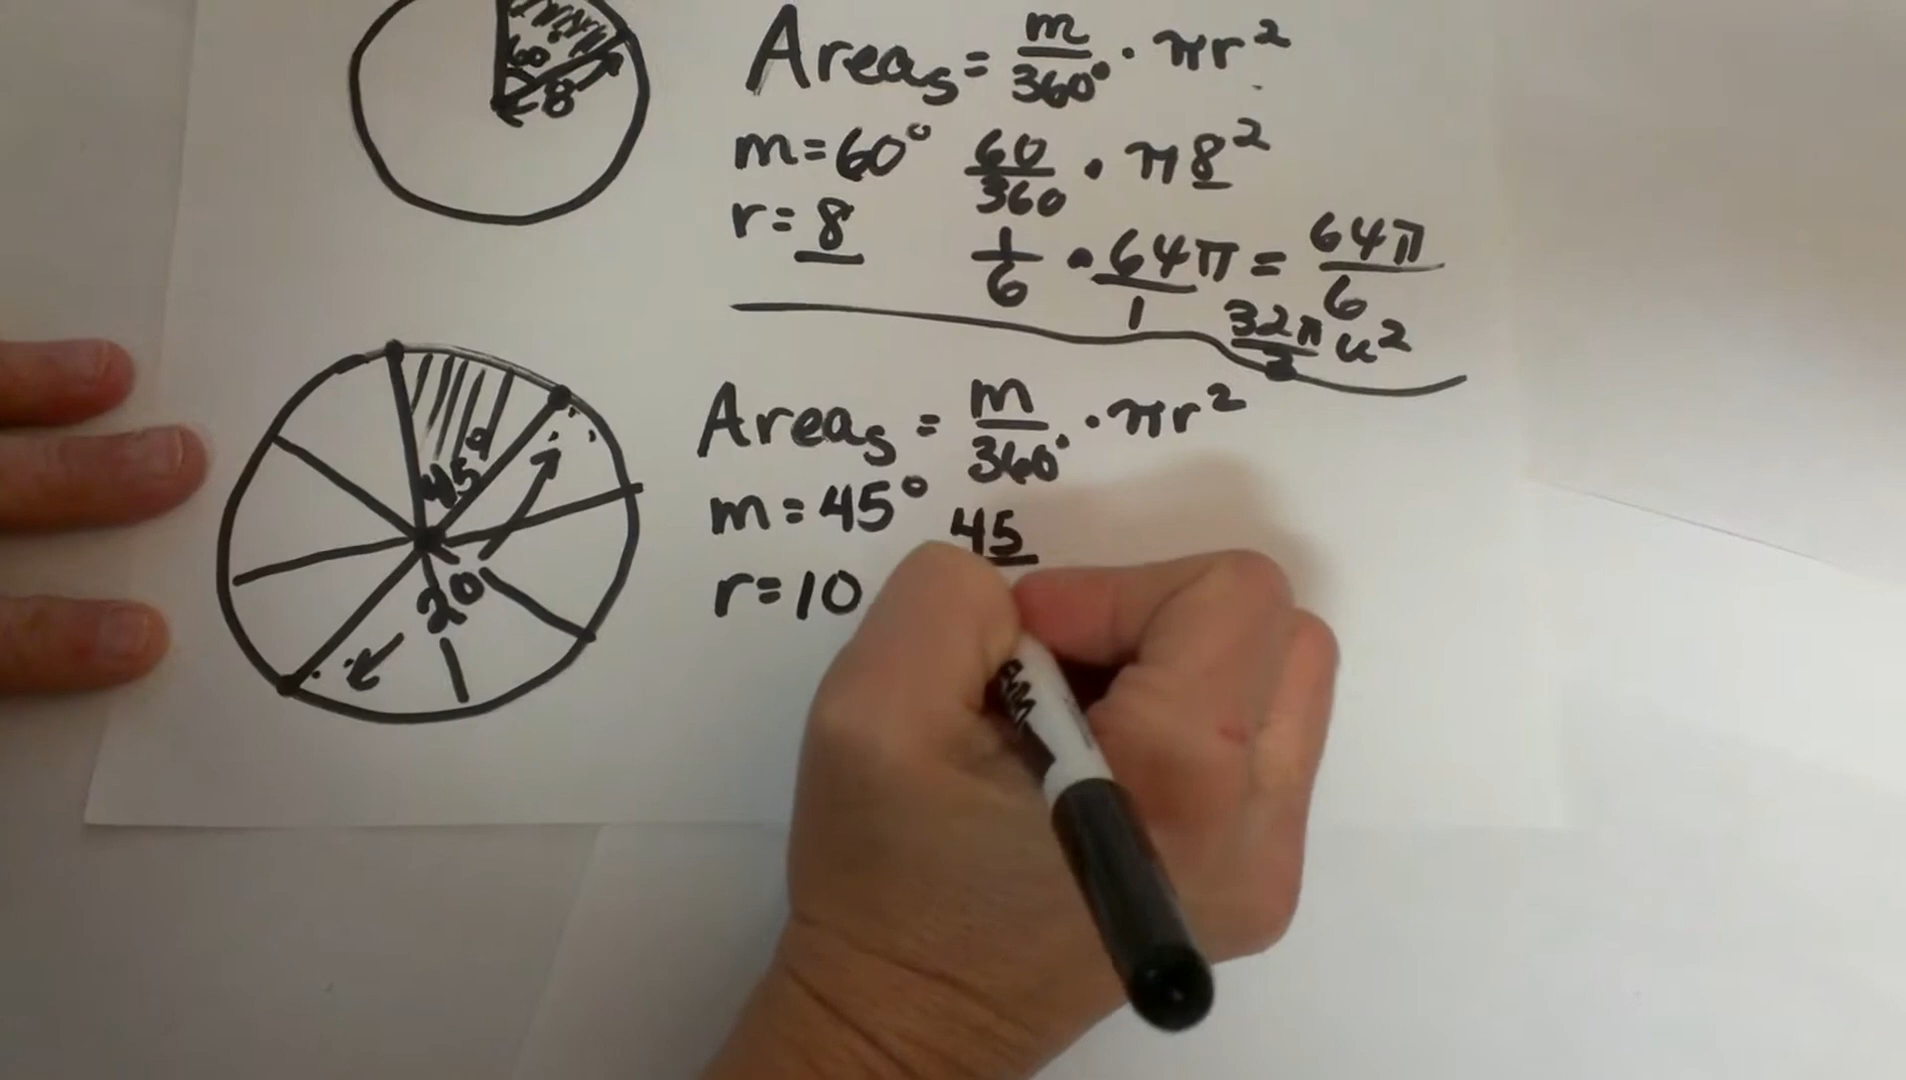 60°
8
Areas = m/360° · πr²
m = 60° 60/360 · π8²
r = 8
1/6 · 64π/1 = 64π/6
32π/3 u²
45°
20
Areas = m/360° · πr²
m = 45° 45
r = 10